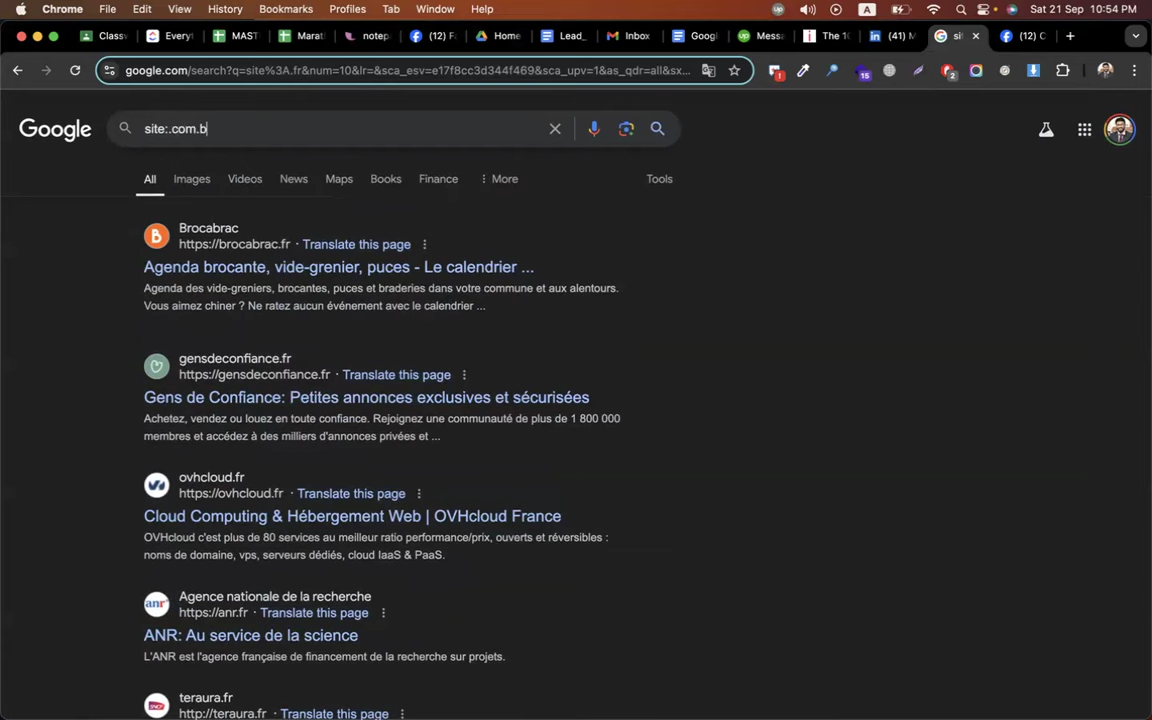 Chrome File Edit View History Bookmarks Profiles Tab Window Help
A
Sat 21 Sep 10:54 PM
Classw
Everyt
MAST
Marat
notep
(12) Fa
Home
Lead_
Inbox
Googl
Messa
The 10
(41) M
sit
(12) C
google.com/search?q=site%3A.fr&num=10&lr=&sca_esv=e17f8cc3d344f469&sca_upv=1&as_qdr=all&sx...
15
2
Google
site:.com.b
All Images Videos News Maps Books Finance More Tools
Brocabrac
https://brocabrac.fr · Translate this page
Agenda brocante, vide-grenier, puces - Le calendrier ...
Agenda des vide-greniers, brocantes, puces et braderies dans votre commune et aux alentours.
Vous aimez chiner ? Ne ratez aucun événement avec le calendrier ...
gensdeconfiance.fr
https://gensdeconfiance.fr · Translate this page
Gens de Confiance: Petites annonces exclusives et sécurisées
Achetez, vendez ou louez en toute confiance. Rejoignez une communauté de plus de 1 800 000
membres et accédez à des milliers d'annonces privées et ...
ovhcloud.fr
https://ovhcloud.fr · Translate this page
Cloud Computing & Hébergement Web | OVHcloud France
OVHcloud c'est plus de 80 services au meilleur ratio performance/prix, ouverts et réversibles :
noms de domaine, vps, serveurs dédiés, cloud IaaS & PaaS.
anr
Agence nationale de la recherche
https://anr.fr · Translate this page
ANR: Au service de la science
L'ANR est l'agence française de financement de la recherche sur projets.
teraura.fr
http://teraura.fr · Translate this page